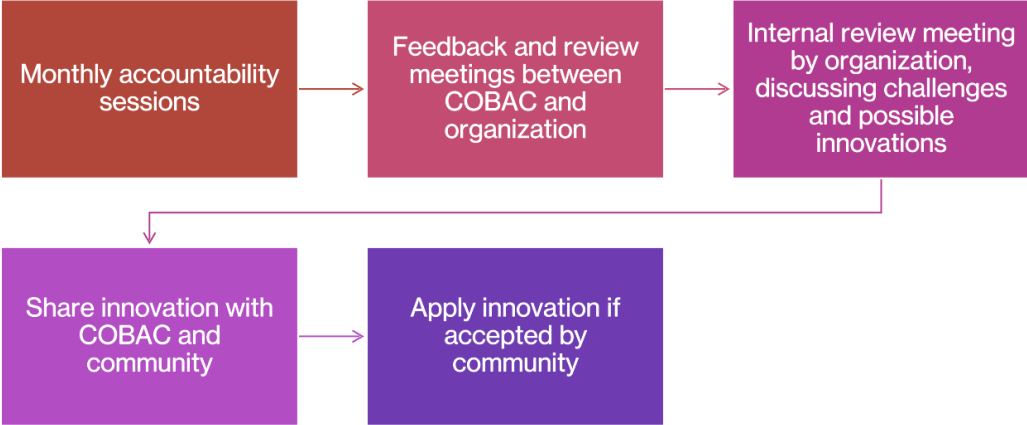 Monthly accountability
sessions
Feedback and review
meetings between
COBAC and
organization
Internal review meeting
by organization,
discussing challenges
and possible
innovations
Share innovation with
COBAC and
community
Apply innovation if
accepted by
community